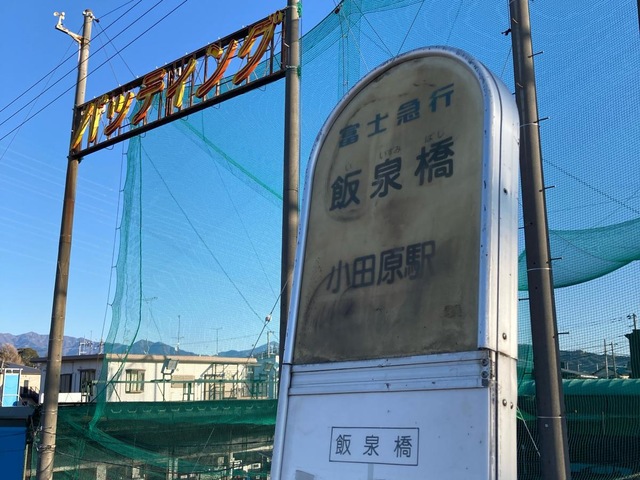 バッティング
富士急行
い いずみ ばし
飯泉橋
小田原駅
飯泉橋